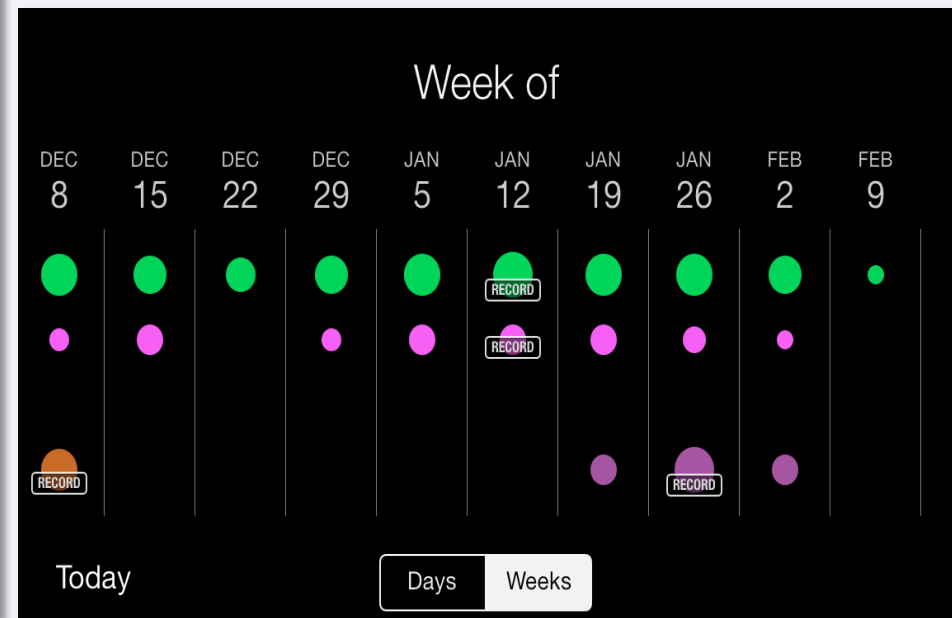 Week of
DEC DEC DEC DEC JAN JAN JAN JAN FEB FEB
8 15 22 29 5 12 19 26 2 9
RECORD
RECORD
RECORD RECORD
Today Days Weeks